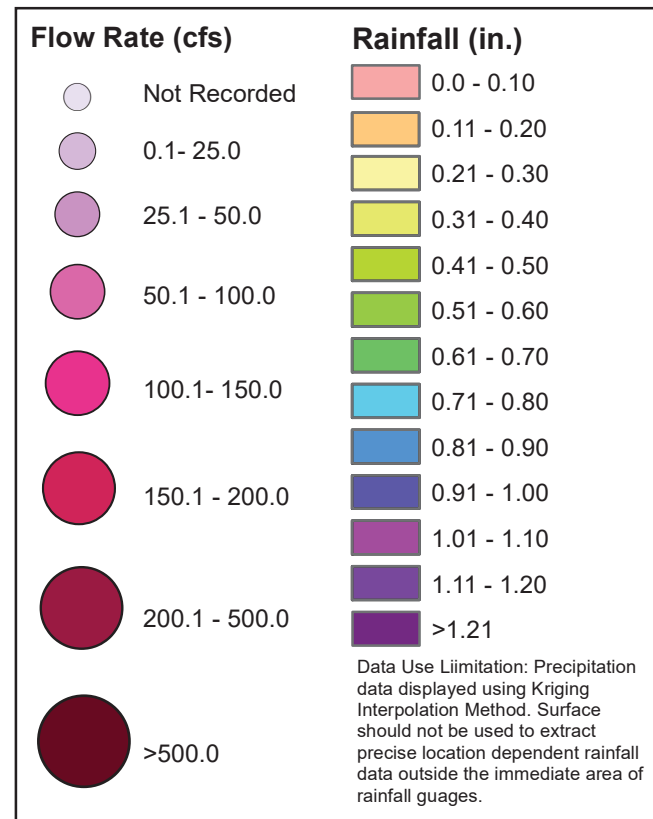 Flow Rate (cfs)
Not Recorded
0.1- 25.0
25.1 - 50.0
50.1 - 100.0
100.1- 150.0
150.1 - 200.0
200.1 - 500.0
>500.0
Rainfall (in.)
0.0 - 0.10
0.11 - 0.20
0.21 - 0.30
0.31 - 0.40
0.41 - 0.50
0.51 - 0.60
0.61 - 0.70
0.71 - 0.80
0.81 - 0.90
0.91 - 1.00
1.01 - 1.10
1.11 - 1.20
>1.21
Data Use Liimitation: Precipitation
data displayed using Kriging
Interpolation Method. Surface
should not be used to extract
precise location dependent rainfall
data outside the immediate area of
rainfall guages.